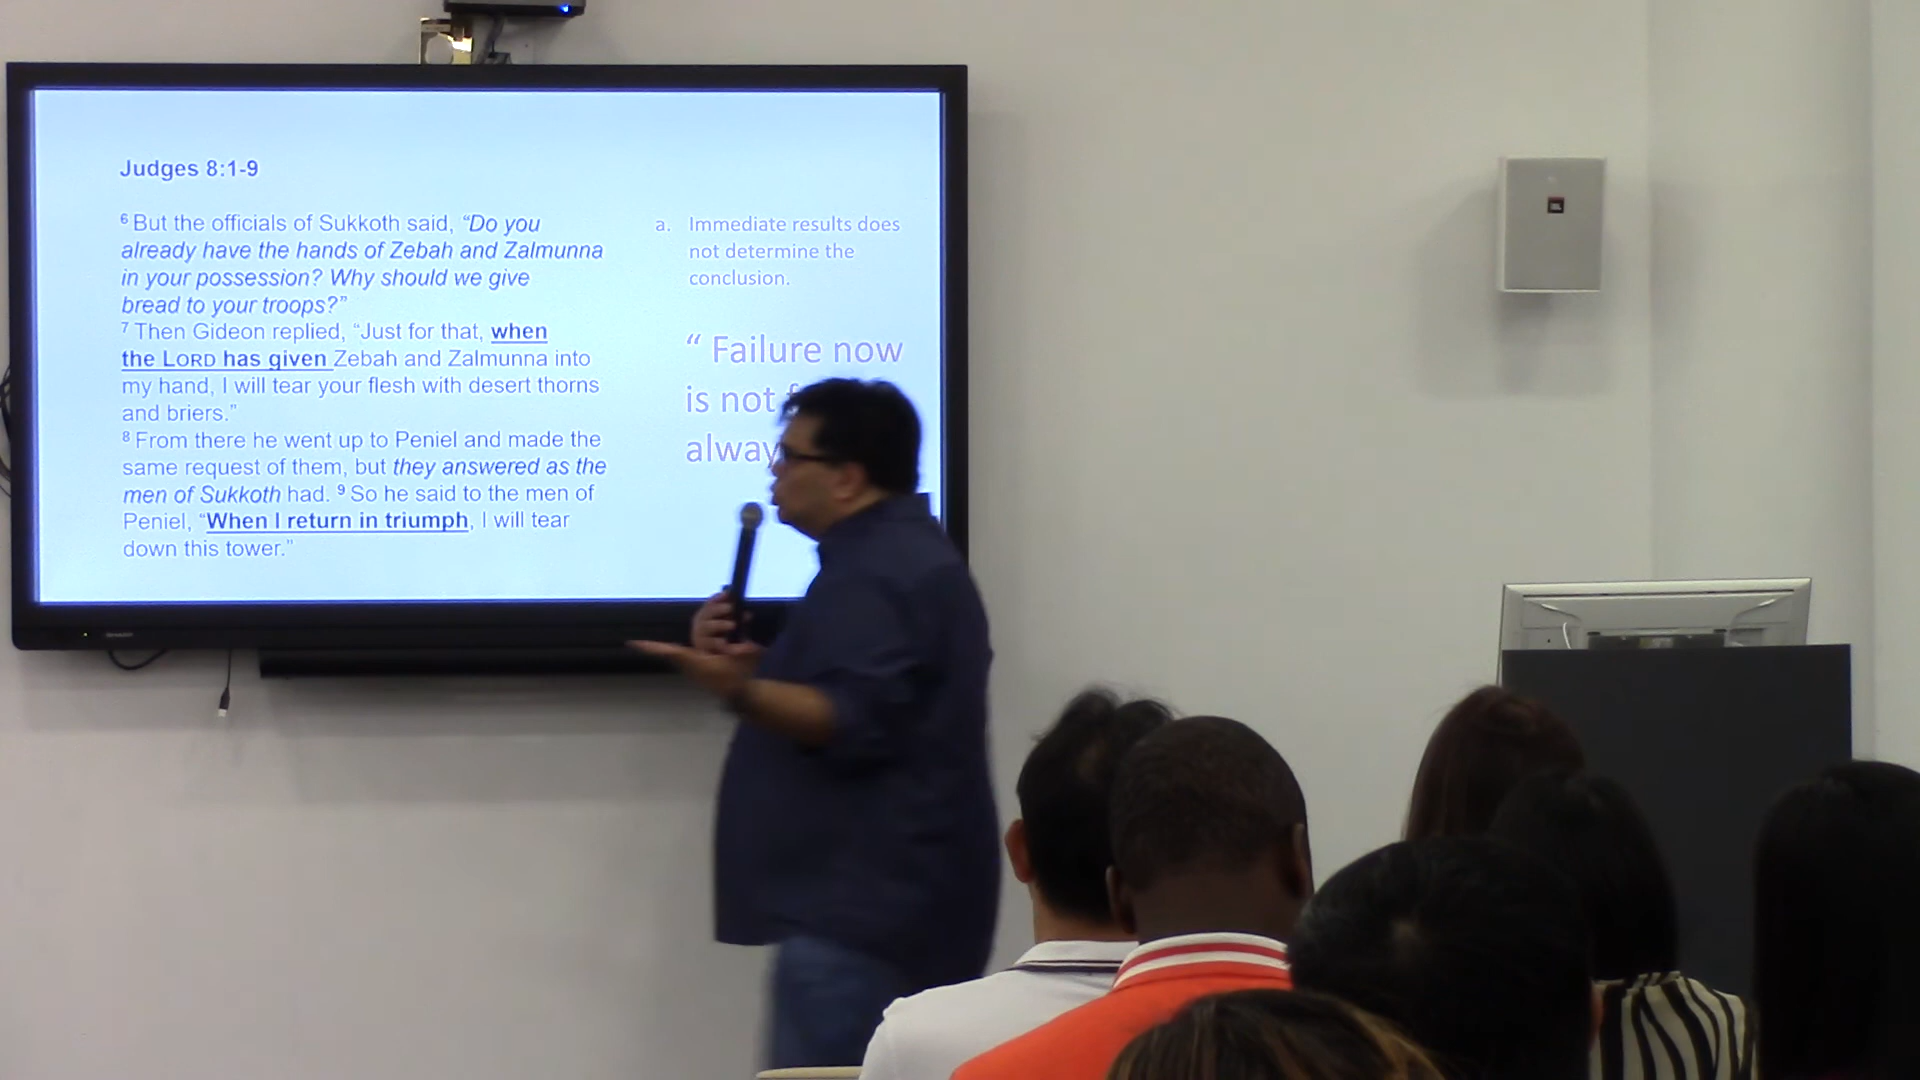 Judges 8:1-9
6 But the officials of Sukkoth said, “Do you
already have the hands of Zebah and Zalmunna
in your possession? Why should we give
bread to your troops?”
7 Then Gideon replied, “Just for that, when
the LORD has given Zebah and Zalmunna into
my hand, I will tear your flesh with desert thorns
and briers.”
8 From there he went up to Peniel and made the
same request of them, but they answered as the
men of Sukkoth had. 9 So he said to the men of
Peniel, “When I return in triumph, I will tear
down this tower.”
a. Immediate results does
not determine the
conclusion.
“ Failure now
is not